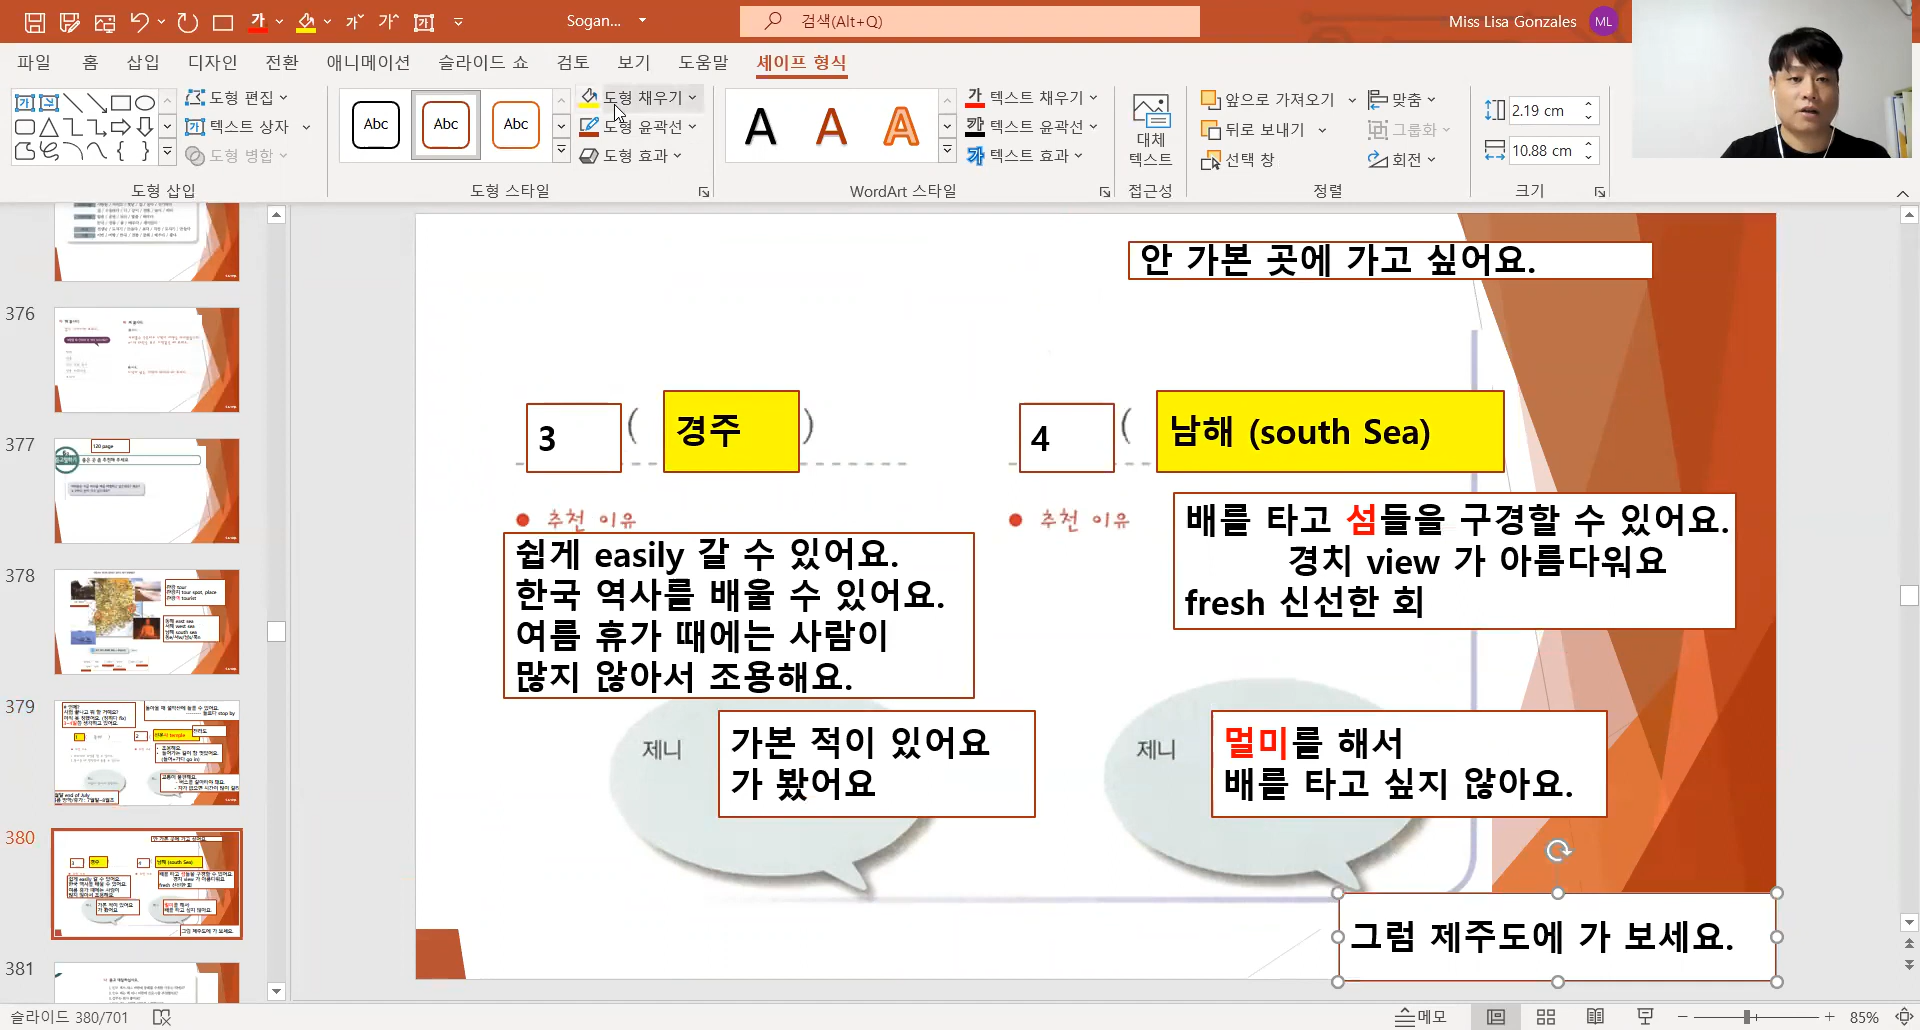 Sogan...
검색(Alt+Q)
Miss Lisa Gonzales
ML
파일 홈 삽입 디자인 전환 애니메이션 슬라이드 쇼 검토 보기 도움말 셰이프 형식
도형 편집
텍스트 상자
도형 병합
도형 삽입
Abc Abc Abc
도형 채우기
도형 윤곽선
도형 효과
도형 스타일
A A A
텍스트 채우기
텍스트 윤곽선
텍스트 효과
WordArt 스타일
대체
텍스트
접근성
앞으로 가져오기
뒤로 보내기
선택 창
맞춤
그룹화
회전
정렬
2.19 cm
10.88 cm
크기
376
377
120 page
378
379
380
381
안 가본 곳에 가고 싶어요.
3 ( 경주 )
추천 이유
쉽게 easily 갈 수 있어요.
한국 역사를 배울 수 있어요.
여름 휴가 때에는 사람이
많지 않아서 조용해요.
제니
가본 적이 있어요
가 봤어요
4 ( 남해 (south Sea)
추천 이유
배를 타고 섬들을 구경할 수 있어요.
경치 view 가 아름다워요
fresh 신선한 회
제니
멀미를 해서
배를 타고 싶지 않아요.
그럼 제주도에 가 보세요.
슬라이드 380/701
메모
85%